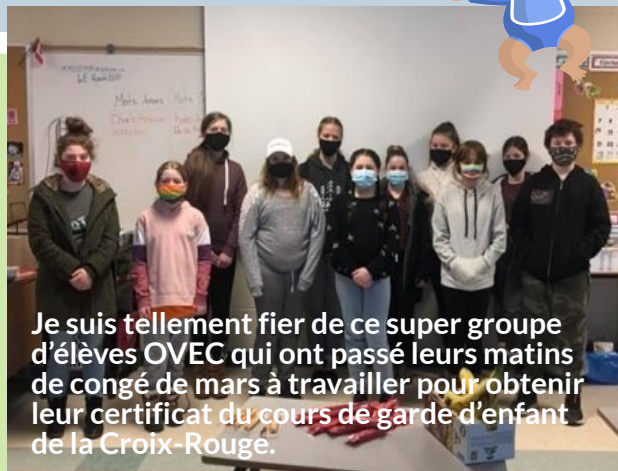 Mots
Je suis tellement fier de ce super groupe
d'élèves OVEC qui ont passé leurs matins
de congé de mars à travailler pour obtenir
leur certificat du cours de garde d'enfant
de la Croix-Rouge.